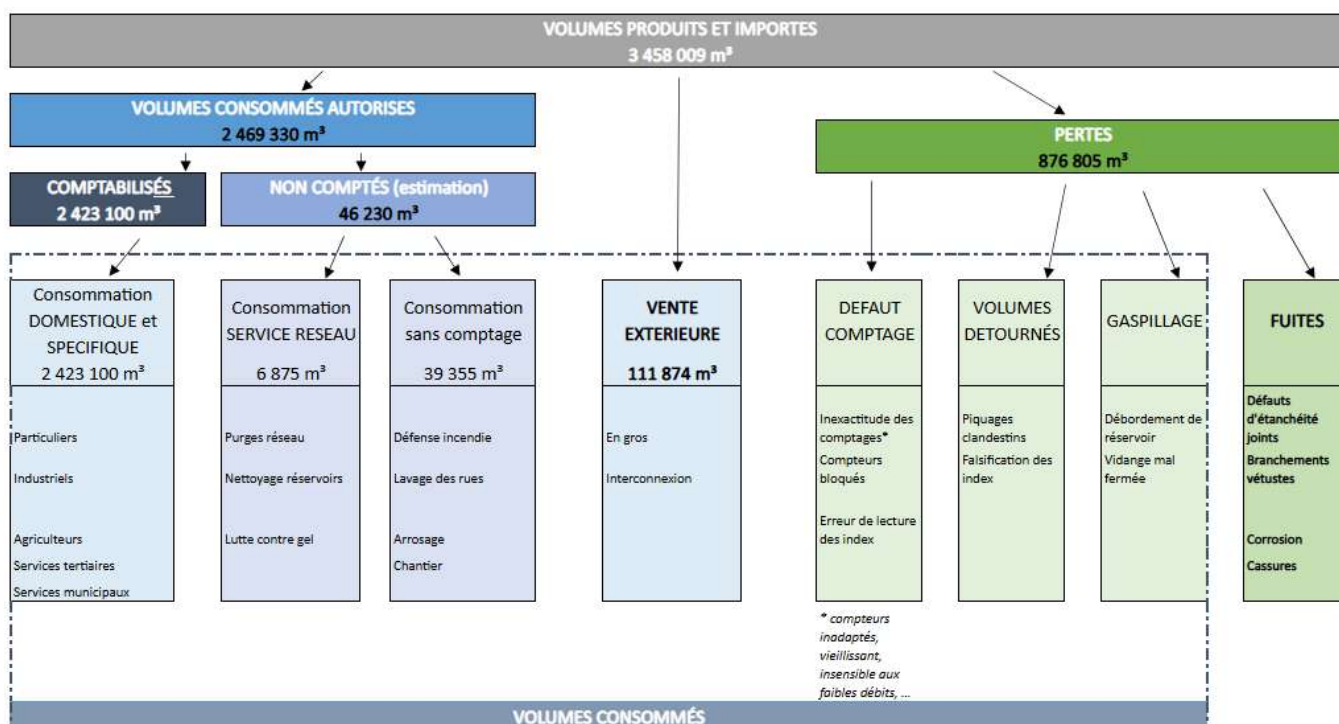 VOLUMES PRODUITS ET IMPORTES
3 458 009 m³
VOLUMES CONSOMMÉS AUTORISES
2 469 330 m³
PERTES
876 805 m³
COMPTABILISÉS
2 423 100 m³
NON COMPTÉS (estimation)
46 230 m³
Consommation
DOMESTIQUE et
SPECIFIQUE
2 423 100 m³
Particuliers
Industriels
Agriculteurs
Services tertiaires
Services municipaux
Consommation
SERVICE RESEAU
6 875 m³
Purges réseau
Nettoyage réservoirs
Lutte contre gel
Consommation
sans comptage
39 355 m³
Défense incendie
Lavage des rues
Arrosage
Chantier
VENTE
EXTERIEURE
111 874 m³
En gros
Interconnexion
DEFAUT
COMPTAGE
Inexactitude des
comptages*
Compteurs
bloqués
Erreur de lecture
des index
* compteurs
inadaptés,
vieillissant,
insensible aux
faibles débits, ...
VOLUMES
DETOURNÉS
Piquages
clandestins
Falsification des
index
GASPILLAGE
Débordement de
réservoir
Vidange mal
fermée
FUITES
Défauts
d'étanchéité
joints
Branchements
vétustes
Corrosion
Cassures
VOLUMES CONSOMMÉS